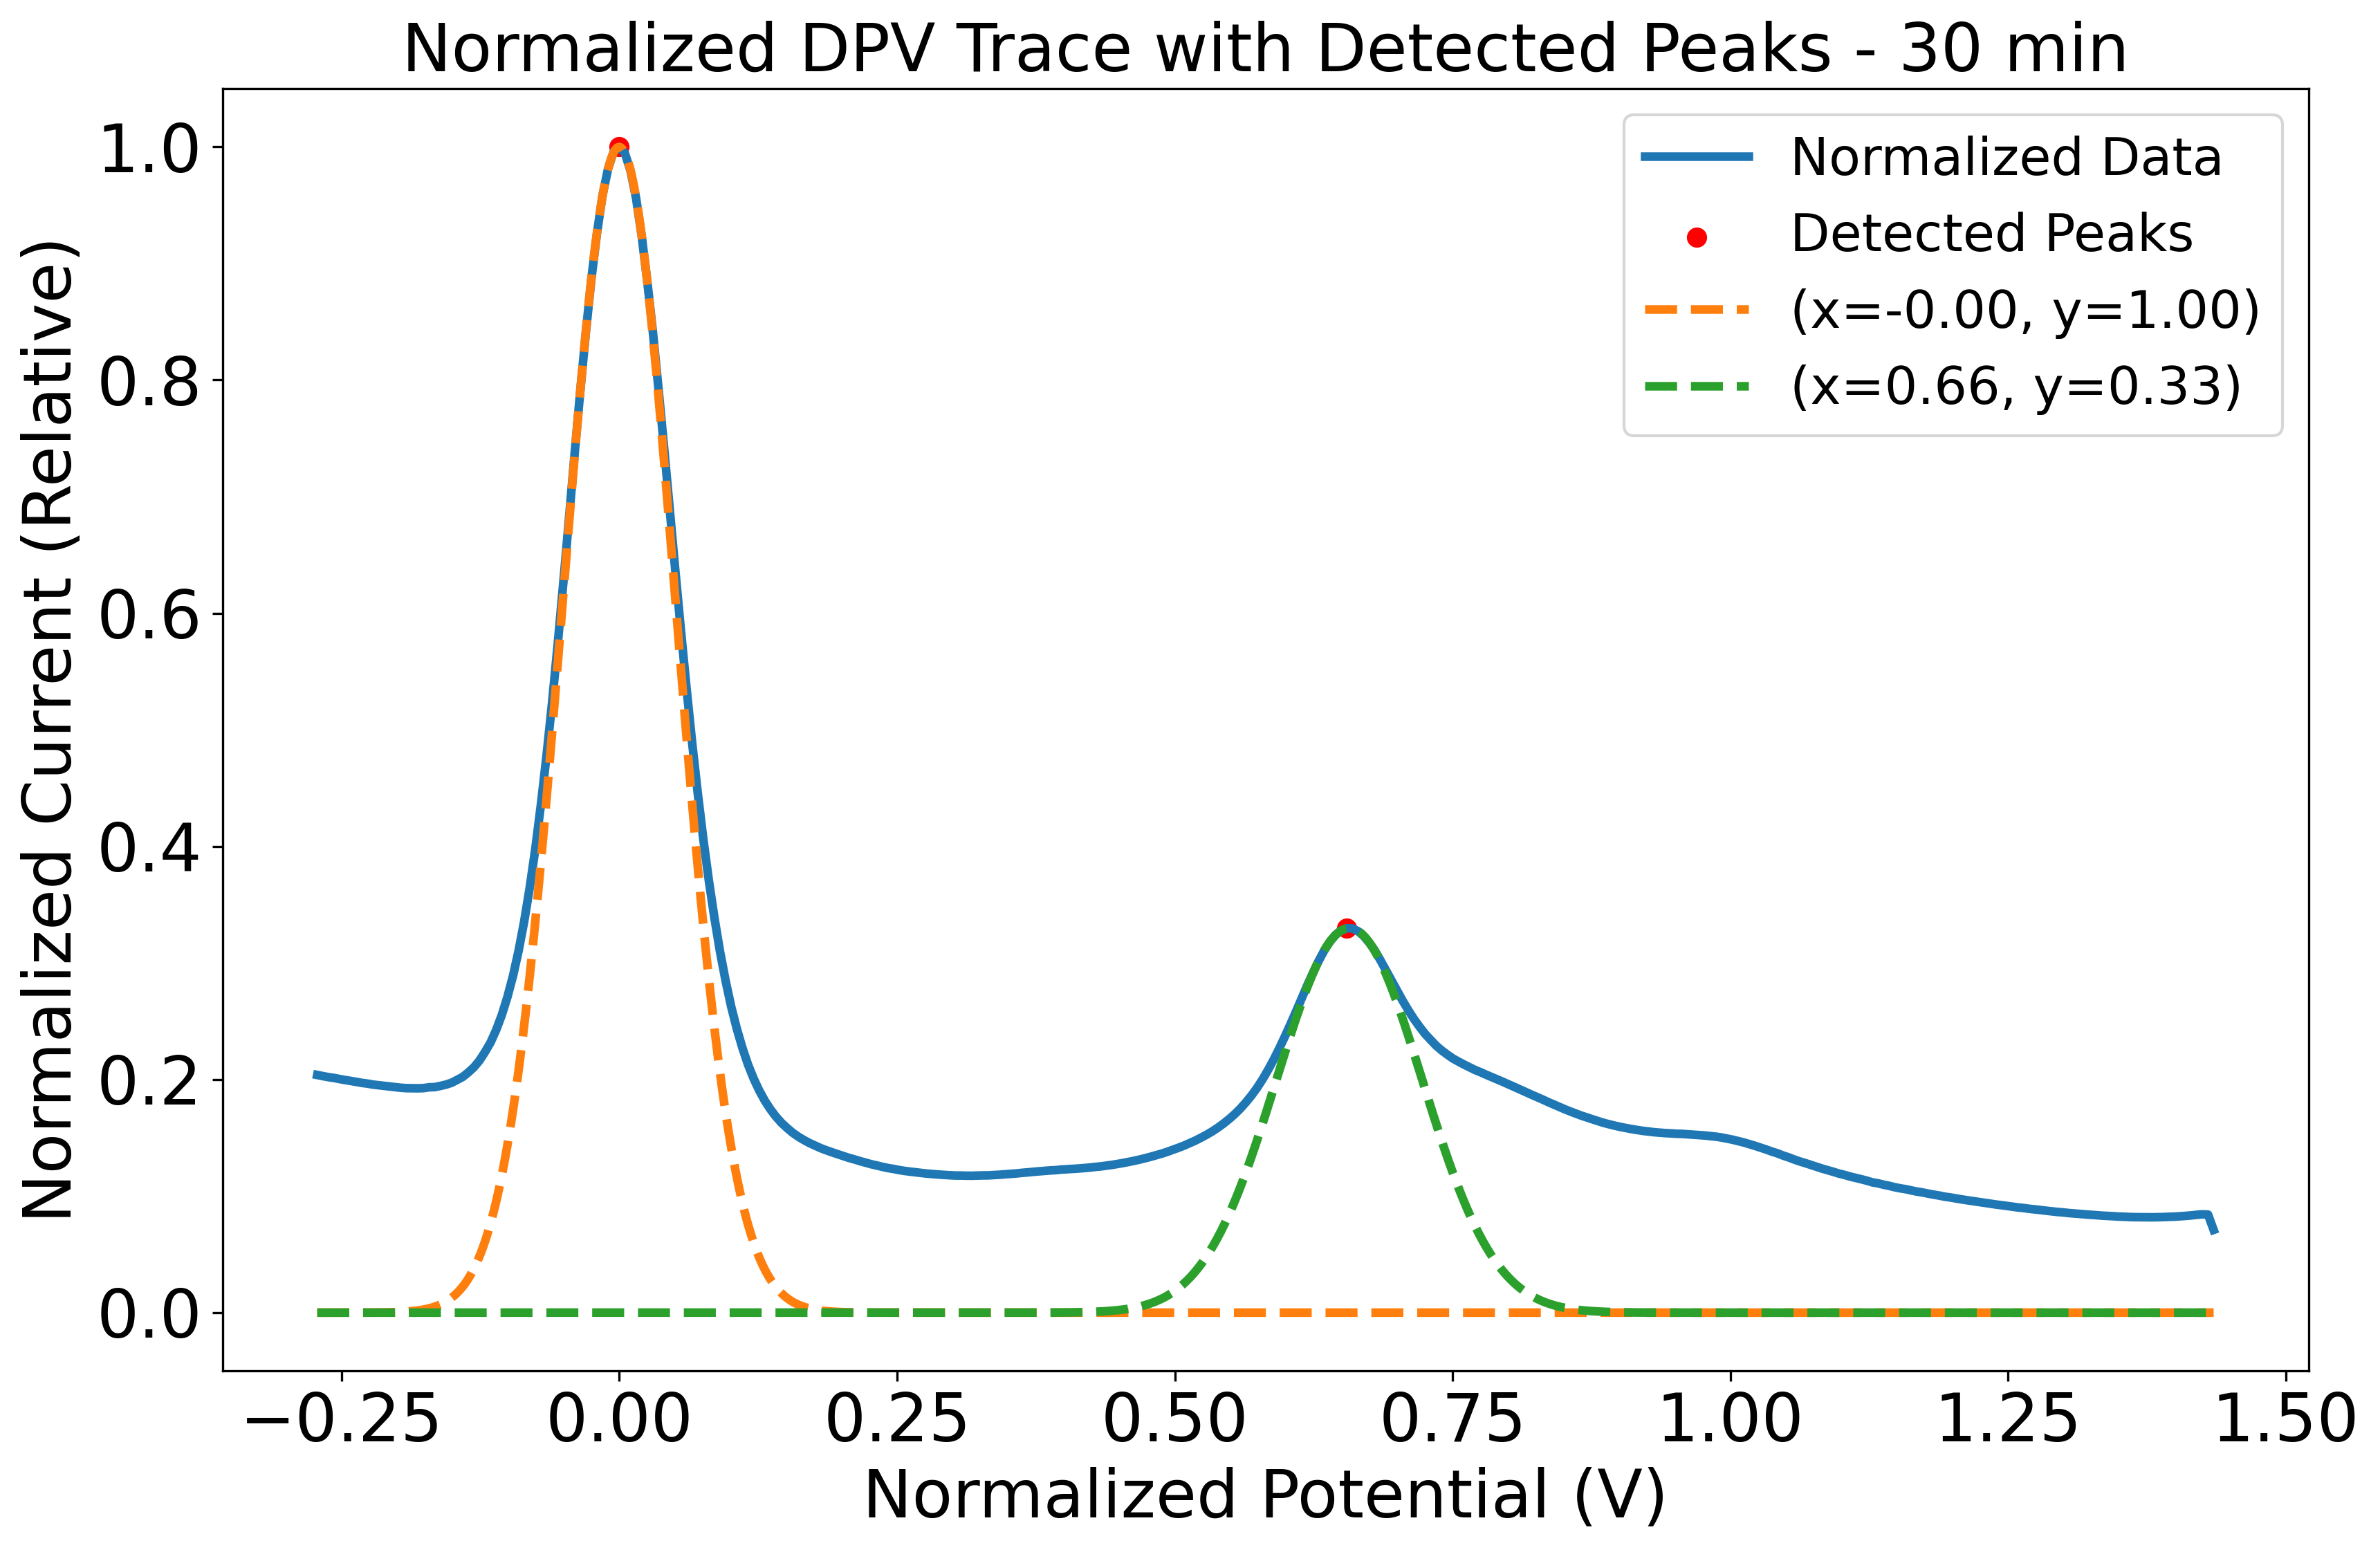 Normalized DPV Trace with Detected Peaks - 30 min
Normalized Data
Detected Peaks
(x=-0.00, y=1.00)
(x=0.66, y=0.33)
Normalized Current (Relative)
1.0
0.8
0.6
0.4
0.2
0.0
−0.25 0.00 0.25 0.50 0.75 1.00 1.25 1.50
Normalized Potential (V)